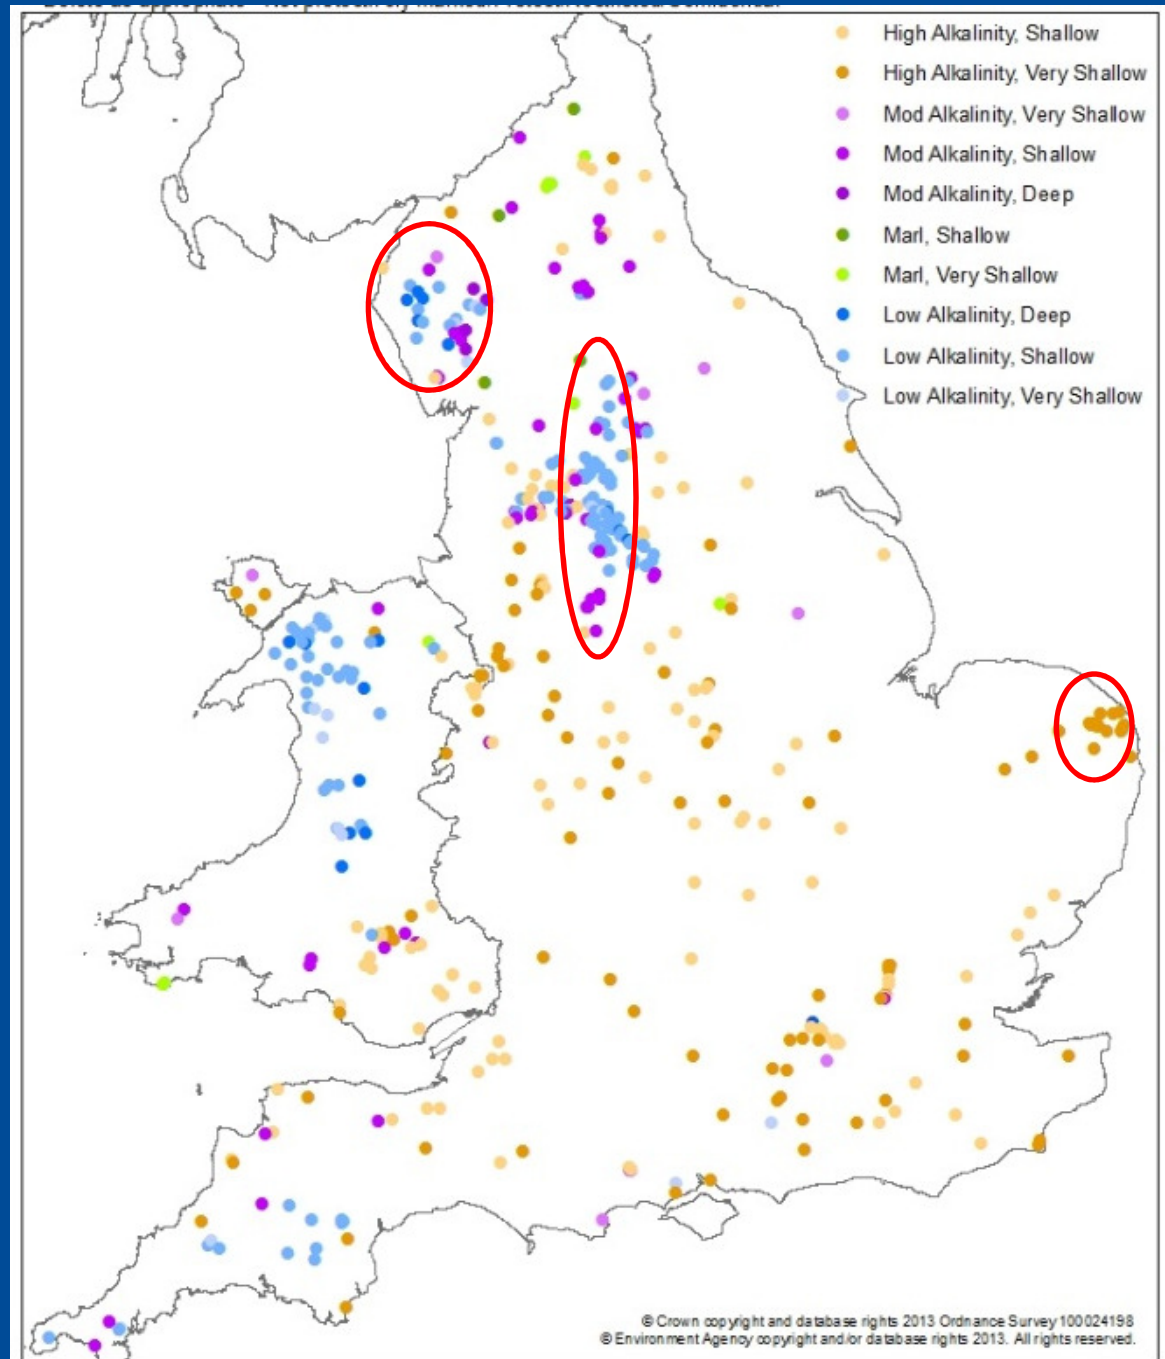 High Alkalinity, Shallow
High Alkalinity, Very Shallow
Mod Alkalinity, Very Shallow
Mod Alkalinity, Shallow
Mod Alkalinity, Deep
Marl, Shallow
Marl, Very Shallow
Low Alkalinity, Deep
Low Alkalinity, Shallow
Low Alkalinity, Very Shallow
© Crown copyright and database rights 2013 Ordnance Survey 100024198
© Environment Agency copyright and/or database rights 2013. All rights reserved.